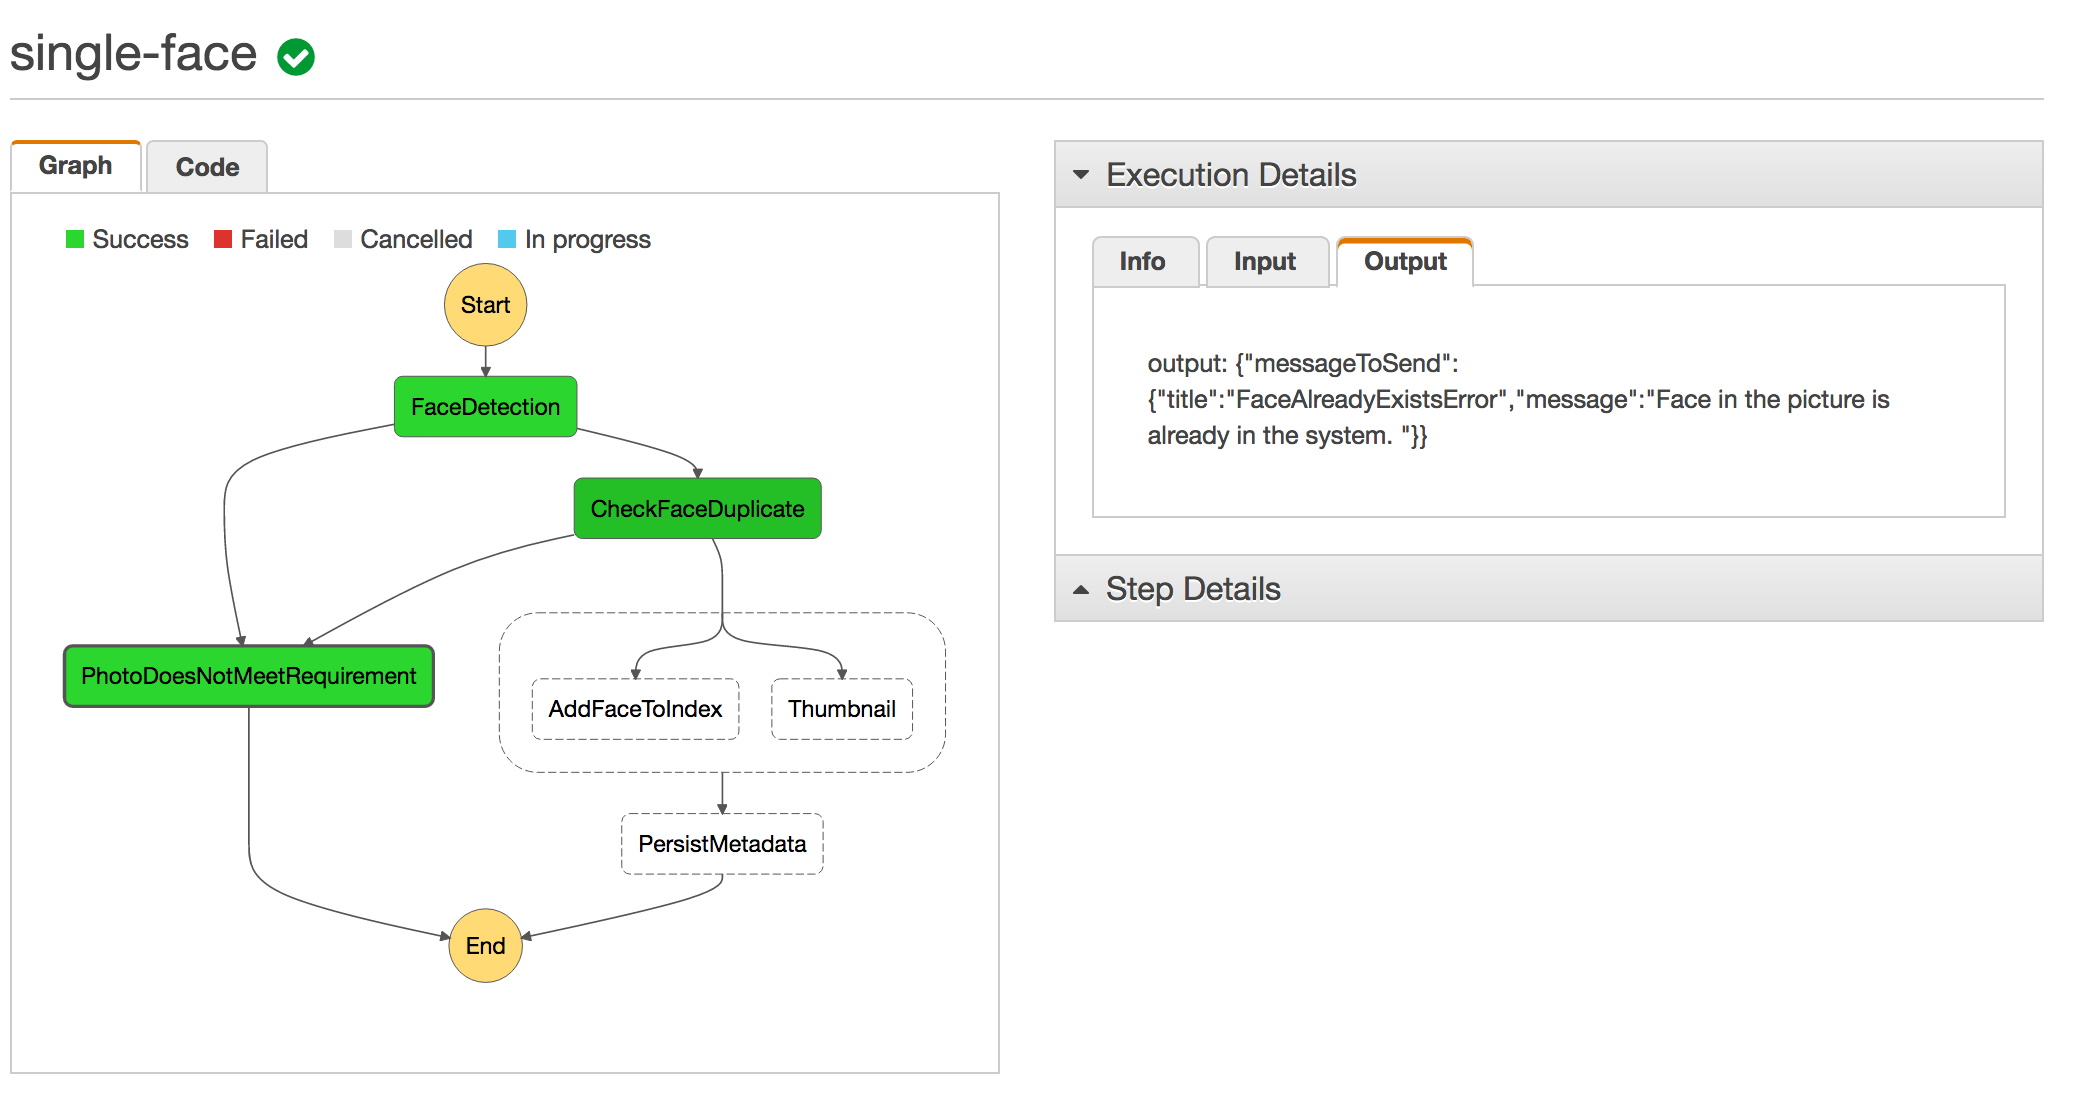 single-face
Graph
Code
Success
Failed
Cancelled
In progress
Start
FaceDetection
CheckFaceDuplicate
PhotoDoesNotMeetRequirement
AddFaceToIndex
Thumbnail
PersistMetadata
End
Execution Details
Info
Input
Output
output: {"messageToSend":
{"title":"FaceAlreadyExistsError","message":"Face in the picture is
already in the system. "}}
Step Details